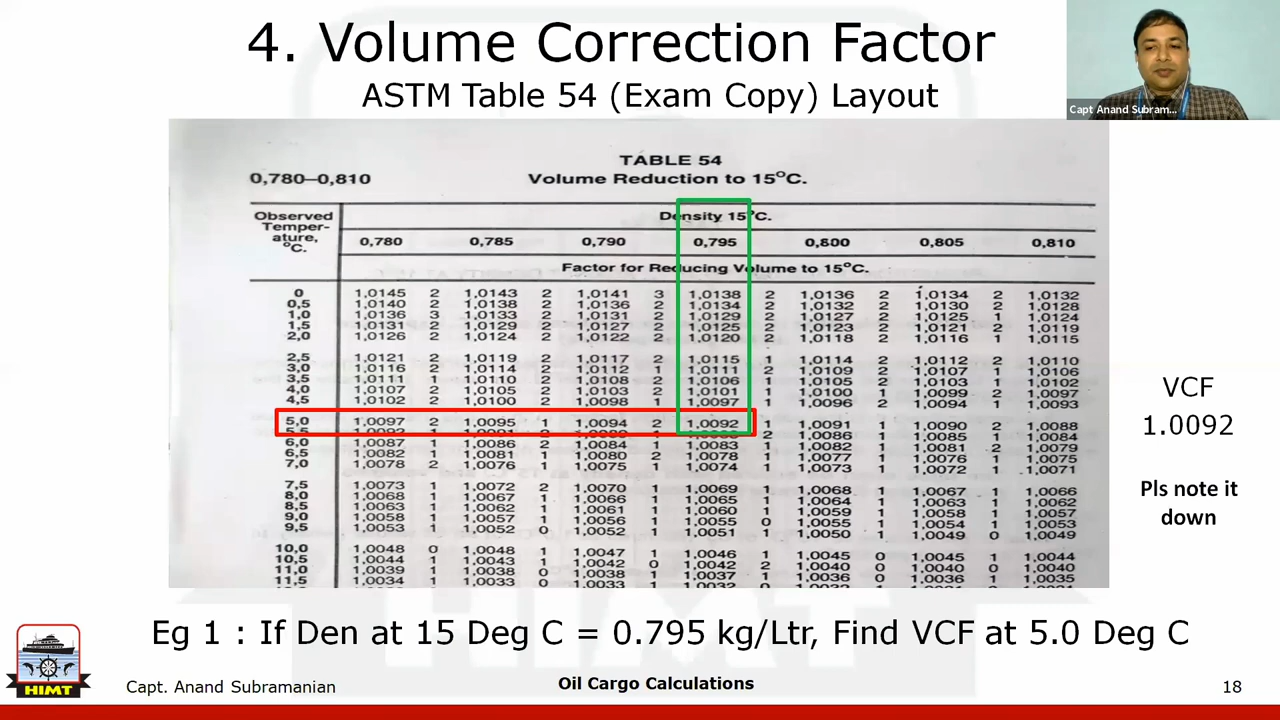 4. Volume Correction Factor
ASTM Table 54 (Exam Copy) Layout
Capt Anand Subram...
TABLE 54
0,780–0,810 Volume Reduction to 15°C.
Observed Temper-ature, °C.
Density 15°C.
0,780 0,785 0,790 0,795 0,800 0,805 0,810
Factor for Reducing Volume to 15°C.
0 1,0145 2 1,0143 2 1,0141 3 1,0138 2 1,0136 2 1,0134 2 1,0132
0,5 1,0140 2 1,0138 2 1,0136 2 1,0134 2 1,0132 2 1,0130 2 1,0128
1,0 1,0136 3 1,0133 2 1,0131 2 1,0129 2 1,0127 2 1,0125 1 1,0124
1,5 1,0131 2 1,0129 2 1,0127 2 1,0125 2 1,0123 2 1,0121 2 1,0119
2,0 1,0126 2 1,0124 2 1,0122 2 1,0120 2 1,0118 2 1,0116 1 1,0115
2,5 1,0121 2 1,0119 2 1,0117 2 1,0115 1 1,0114 2 1,0112 2 1,0110
3,0 1,0116 2 1,0114 2 1,0112 1 1,0111 2 1,0109 2 1,0107 1 1,0106
3,5 1,0111 1 1,0110 2 1,0108 2 1,0106 1 1,0105 2 1,0103 1 1,0102
4,0 1,0107 2 1,0105 2 1,0103 2 1,0101 1 1,0100 1 1,0099 2 1,0097
4,5 1,0102 2 1,0100 2 1,0098 1 1,0097 1 1,0096 2 1,0094 1 1,0093
5,0 1,0097 2 1,0095 1 1,0094 2 1,0092 1 1,0091 1 1,0090 2 1,0088
2 1,0086 1 1,0085 1 1,0084
6,0 1,0087 1 1,0086 2 1,0084 1 1,0083 1 1,0082 1 1,0081 2 1,0079
6,5 1,0082 1 1,0081 1 1,0080 2 1,0078 1 1,0077 1 1,0076 1 1,0075
7,0 1,0078 2 1,0076 1 1,0075 1 1,0074 1 1,0073 1 1,0072 1 1,0071
7,5 1,0073 1 1,0072 2 1,0070 1 1,0069 1 1,0068 1 1,0067 1 1,0066
8,0 1,0068 1 1,0067 1 1,0066 1 1,0065 1 1,0064 1 1,0063 1 1,0062
8,5 1,0063 1 1,0062 1 1,0061 1 1,0060 1 1,0059 1 1,0058 1 1,0057
9,0 1,0058 1 1,0057 1 1,0056 1 1,0055 0 1,0055 1 1,0054 1 1,0053
9,5 1,0053 1 1,0052 0 1,0052 1 1,0051 1 1,0050 1 1,0049 0 1,0049
10,0 1,0048 0 1,0048 1 1,0047 1 1,0046 1 1,0045 0 1,0045 1 1,0044
10,5 1,0044 1 1,0043 1 1,0042 0 1,0042 2 1,0040 0 1,0040 0 1,0040
11,0 1,0039 1 1,0038 0 1,0038 1 1,0037 1 1,0036 0 1,0036 1 1,0035
11,5 1,0034 1 1,0033 0 1,0033 1
VCF
1.0092
Pls note it
down
Eg 1 : If Den at 15 Deg C = 0.795 kg/Ltr, Find VCF at 5.0 Deg C
HIMT
Capt. Anand Subramanian
Oil Cargo Calculations
18
HIMT